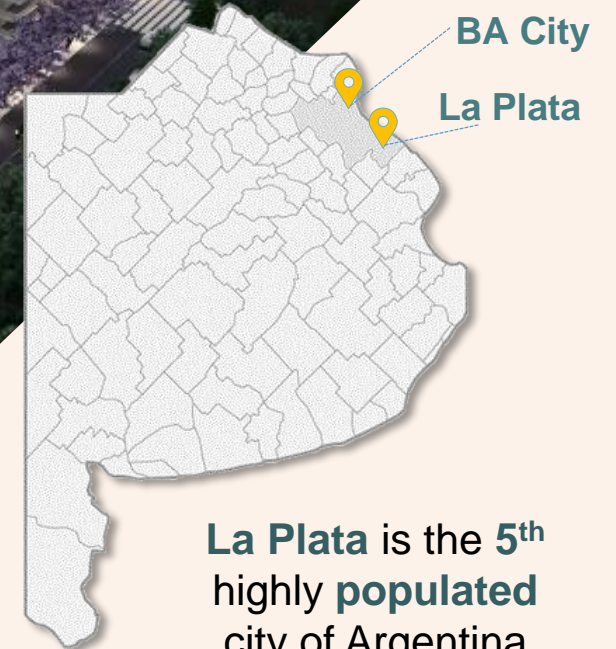 BA City
La Plata
La Plata is the 5th
highly populated
city of Argentina